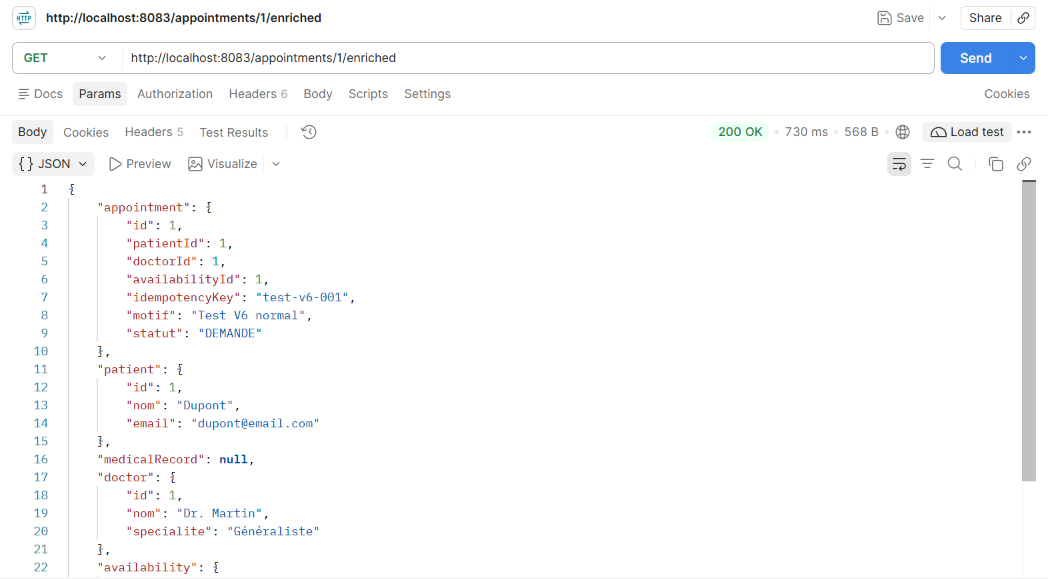 HTTP http://localhost:8083/appointments/1/enriched Save Share
GET http://localhost:8083/appointments/1/enriched Send
Docs Params Authorization Headers 6 Body Scripts Settings Cookies
Body Cookies Headers 5 Test Results 200 OK • 730 ms • 568 B Load test
{} JSON Preview Visualize
1 {
2 "appointment": {
3 "id": 1,
4 "patientId": 1,
5 "doctorId": 1,
6 "availabilityId": 1,
7 "idempotencyKey": "test-v6-001",
8 "motif": "Test V6 normal",
9 "statut": "DEMANDE"
10 },
11 "patient": {
12 "id": 1,
13 "nom": "Dupont",
14 "email": "dupont@email.com"
15 },
16 "medicalRecord": null,
17 "doctor": {
18 "id": 1,
19 "nom": "Dr. Martin",
20 "specialite": "Généraliste"
21 },
22 "availability": {